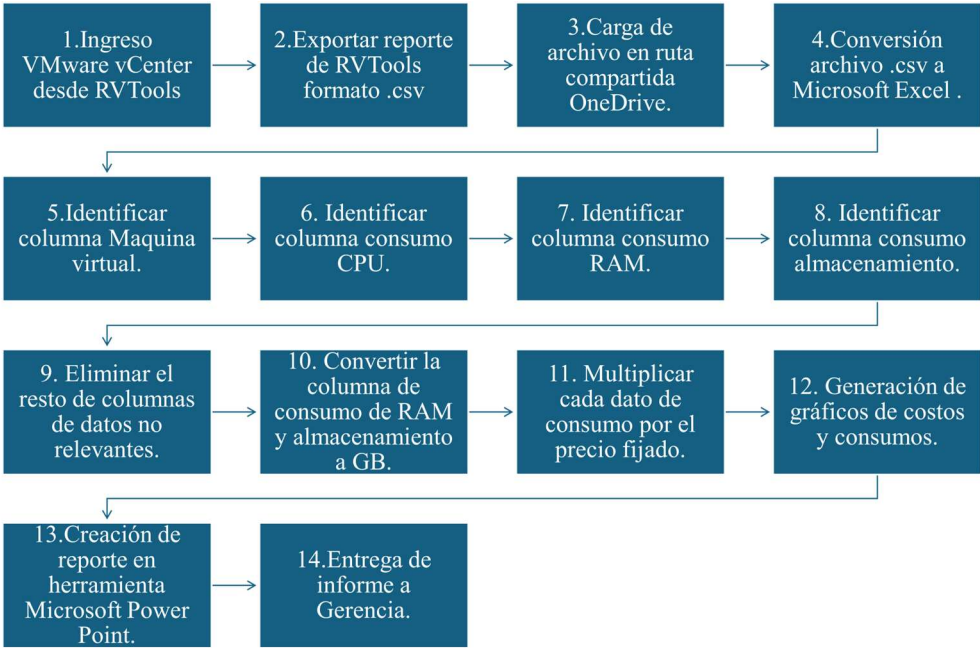 1.Ingreso
VMware vCenter
desde RVTools
2.Exportar reporte
de RVTools
formato .csv
3.Carga de
archivo en ruta
compartida
OneDrive.
4.Conversión
archivo .csv a
Microsoft Excel .
5.Identificar
columna Maquina
virtual.
6. Identificar
columna consumo
CPU.
7. Identificar
columna consumo
RAM.
8. Identificar
columna consumo
almacenamiento.
9. Eliminar el
resto de columnas
de datos no
relevantes.
10. Convertir la
columna de
consumo de RAM
y almacenamiento
a GB.
11. Multiplicar
cada dato de
consumo por el
precio fijado.
12. Generación de
gráficos de costos
y consumos.
13.Creación de
reporte en
herramienta
Microsoft Power
Point.
14.Entrega de
informe a
Gerencia.